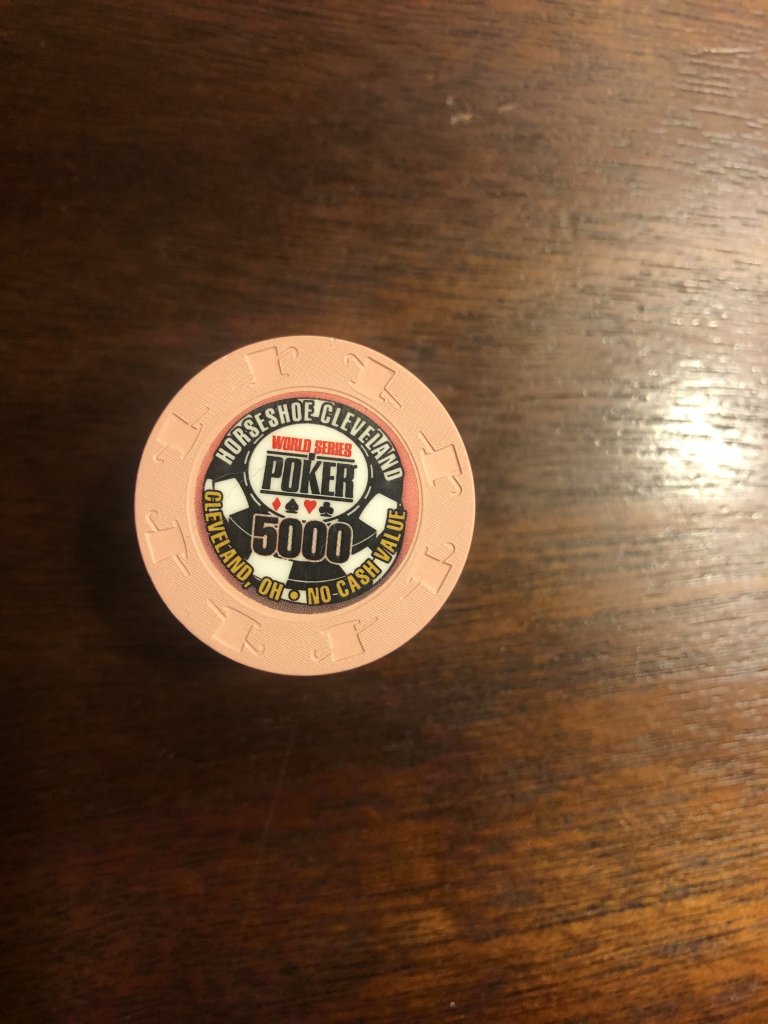 HORSESHOE CLEVELAND
WORLD SERIES
POKER
5000
CLEVELAND, OH • NO-CASH VALUE